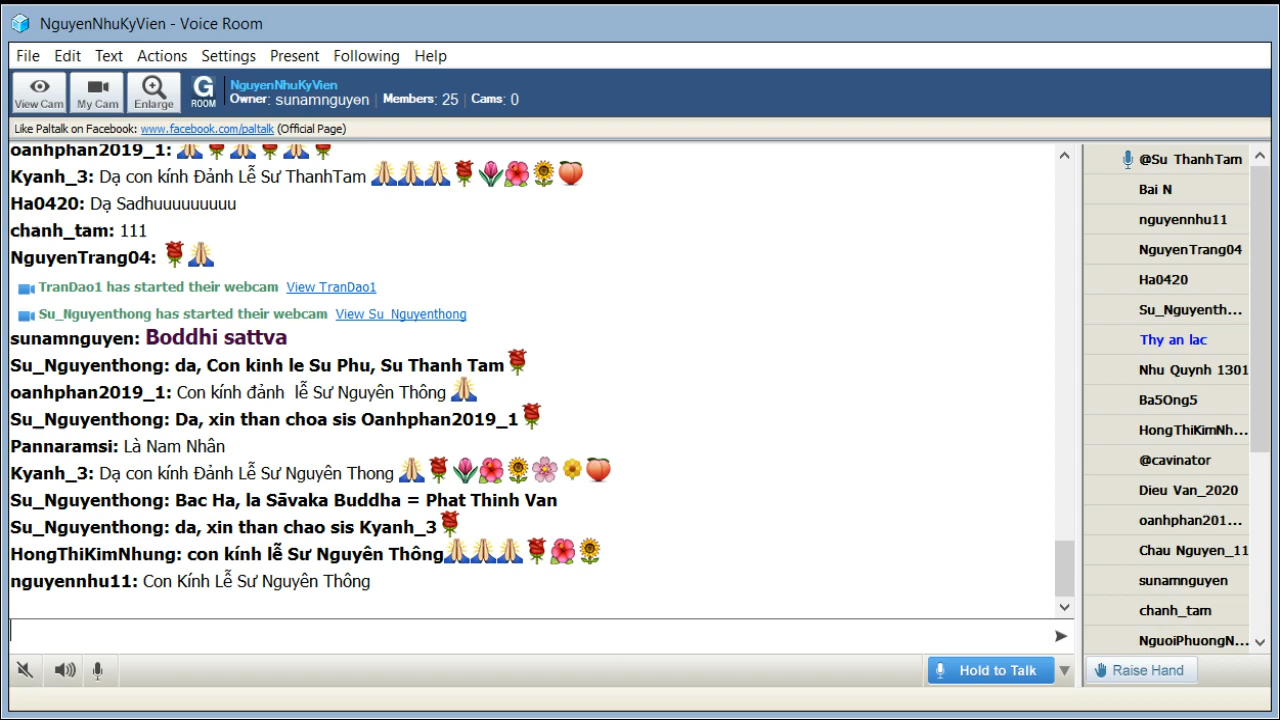 NguyenNhuKyVien - Voice Room
File Edit Text Actions Settings Present Following Help
View Cam
My Cam
Enlarge
G
ROOM
NguyenNhuKyVien
Owner: sunamnguyen | Members: 25 | Cams: 0
Like Paltalk on Facebook: www.facebook.com/paltalk (Official Page)
oanhphan2019_1: 🙏🌹🙏🌹🙏🌹
Kyanh_3: Dạ con kính Đảnh Lễ Sư ThanhTam 🙏🙏🙏🌹🌷🌺🌻🍑
Ha0420: Dạ Sadhuuuuuuuuu
chanh_tam: 111
NguyenTrang04: 🌹🙏
TranDao1 has started their webcam View TranDao1
Su_Nguyenthong has started their webcam View Su_Nguyenthong
sunamnguyen: Boddhi sattva
Su_Nguyenthong: da, Con kinh le Su Phu, Su Thanh Tam🌹
oanhphan2019_1: Con kính đảnh lễ Sư Nguyên Thông 🙏
Su_Nguyenthong: Da, xin than choa sis Oanhphan2019_1🌹
Pannaramsi: Là Nam Nhân
Kyanh_3: Dạ con kính Đảnh Lễ Sư Nguyên Thong 🙏🌹🌷🌺🌻🌸🌼🍑
Su_Nguyenthong: Bac Ha, la Sāvaka Buddha = Phat Thinh Van
Su_Nguyenthong: da, xin than chao sis Kyanh_3🌹
HongThiKimNhung: con kính lễ Sư Nguyên Thông🙏🙏🙏🌹🌺🌻
nguyennhu11: Con Kính Lễ Sư Nguyên Thông
@Su ThanhTam
Bai N
nguyennhu11
NguyenTrang04
Ha0420
Su_Nguyenth...
Thy an lac
Nhu Quynh 1301
Ba5Ong5
HongThiKimNh...
@cavinator
Dieu Van_2020
oanhphan201...
Chau Nguyen_11
sunamnguyen
chanh_tam
NguoiPhuongN...
Hold to Talk
Raise Hand